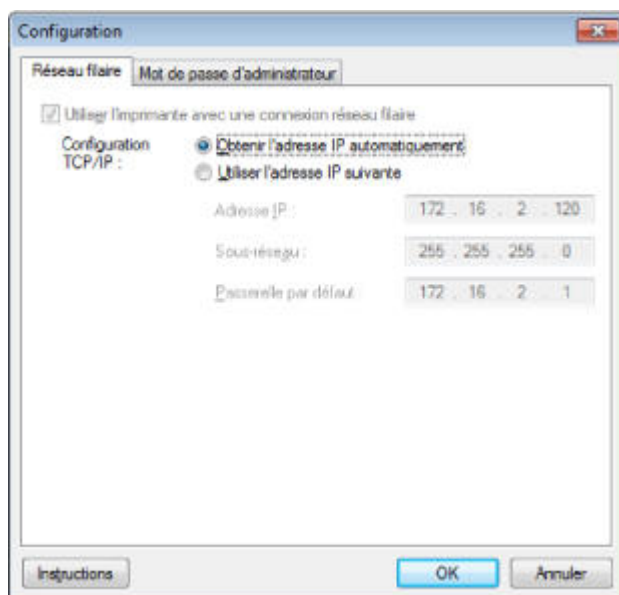 Configuration
Réseau filaire
Mot de passe d'administrateur
Utiliser l'imprimante avec une connexion réseau filaire
Configuration TCP/IP :
Obtenir l'adresse IP automatiquement
Utiliser l'adresse IP suivante
Adresse IP :
172 . 16 . 2 . 120
Sous-réseau :
255 . 255 . 255 . 0
Passerelle par défaut :
172 . 16 . 2 . 1
Instructions
OK
Annuler